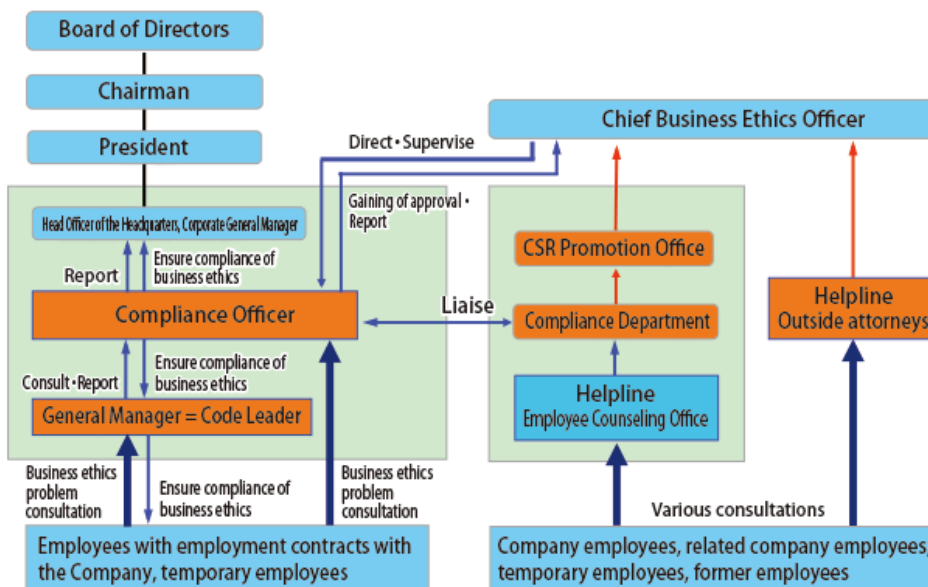 Board of Directors
Chairman
President
Chief Business Ethics Officer
Direct・Supervise
Gaining of approval・
Report
Head Officer of the Headquarters, Corporate General Manager
Report
Ensure compliance of
business ethics
CSR Promotion Office
Compliance Officer
Liaise
Compliance Department
Helpline
Outside attorneys
Consult・Report
Ensure compliance of
business ethics
General Manager = Code Leader
Helpline
Employee Counseling Office
Business ethics
problem
consultation
Ensure compliance of
business ethics
Business ethics
problem
consultation
Various consultations
Employees with employment contracts with
the Company, temporary employees
Company employees, related company employees,
temporary employees, former employees